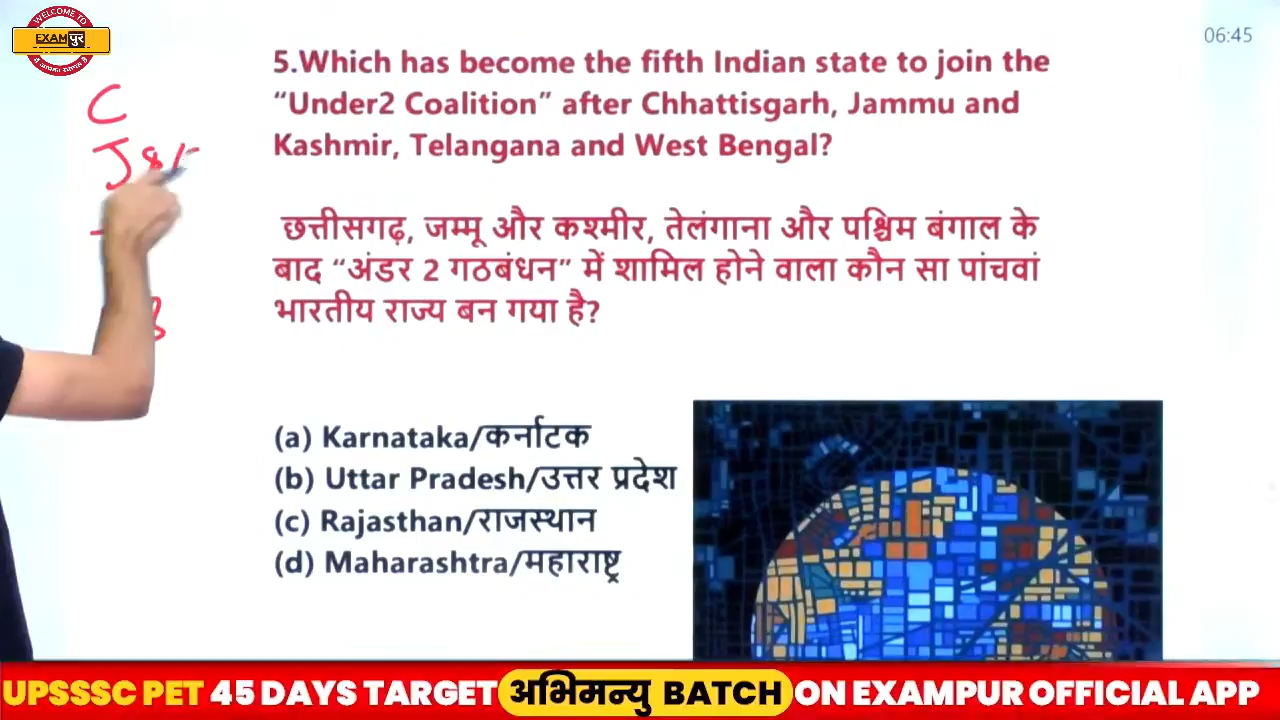 WELCOME TO
EXAMपुर
06:45
5.Which has become the fifth Indian state to join the
“Under2 Coalition” after Chhattisgarh, Jammu and
Kashmir, Telangana and West Bengal?
छत्तीसगढ़, जम्मू और कश्मीर, तेलंगाना और पश्चिम बंगाल के
बाद “अंडर 2 गठबंधन” में शामिल होने वाला कौन सा पांचवां
भारतीय राज्य बन गया है?
C
J&K
(a) Karnataka/कर्नाटक
(b) Uttar Pradesh/उत्तर प्रदेश
(c) Rajasthan/राजस्थान
(d) Maharashtra/महाराष्ट्र
UPSSSC PET 45 DAYS TARGET अभिमन्यु BATCH ON EXAMPUR OFFICIAL APP